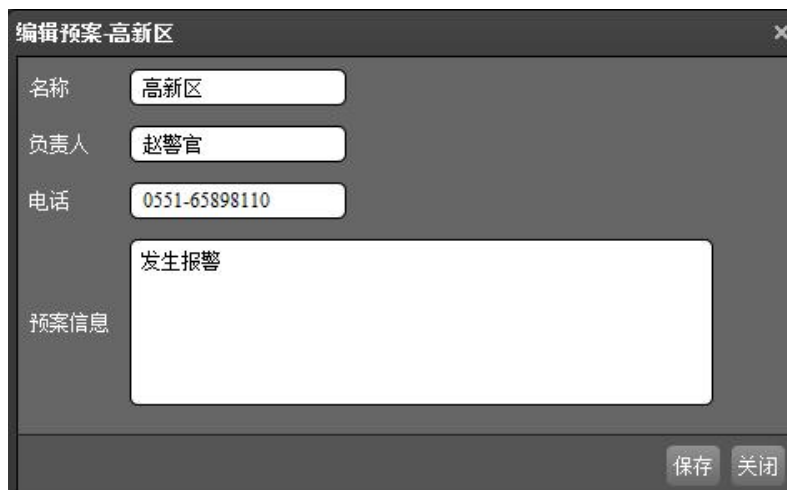 编辑预案-高新区
名称 高新区
负责人 赵警官
电话 0551-65898110
预案信息 发生报警
保存 关闭